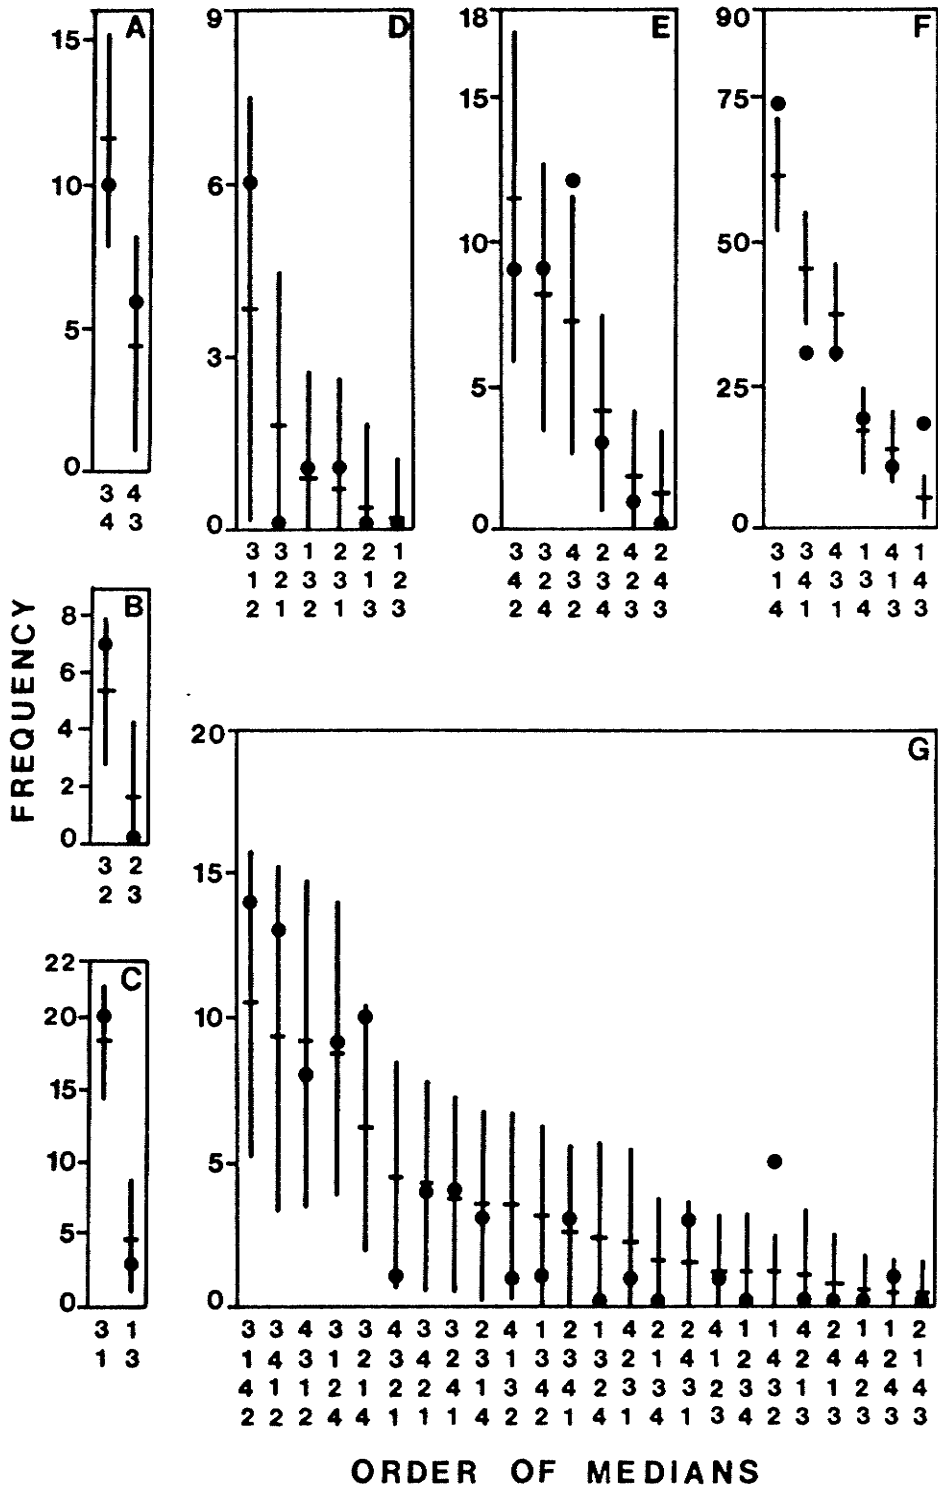 A
15
10
5
0
3 4
4 3
D
9
6
3
0
3 3 1 2 2 1
1 2 3 3 1 2
2 1 2 1 3 3
E
18
15
10
5
0
3 3 4 2 4 2
4 2 3 3 2 4
2 4 2 4 3 3
F
90
75
50
25
0
3 3 4 1 4 1
1 4 3 3 1 4
4 1 1 4 3 3
FREQUENCY
B
8
6
4
2
0
3 2
2 3
C
22
20
15
10
5
0
3 1
1 3
G
20
15
10
5
0
3 3 4 3 3 4 3 3 2 4 1 2 1 4 2 2 4 1 1 4 2 1 1 2
1 4 3 1 2 3 4 2 3 1 3 3 3 2 1 4 1 2 4 2 4 4 2 1
4 1 1 2 1 2 2 4 1 3 4 4 2 3 3 3 2 3 3 1 1 2 4 4
2 2 2 4 4 1 1 1 4 2 2 1 4 1 4 1 3 4 2 3 3 3 3 3
ORDER OF MEDIANS